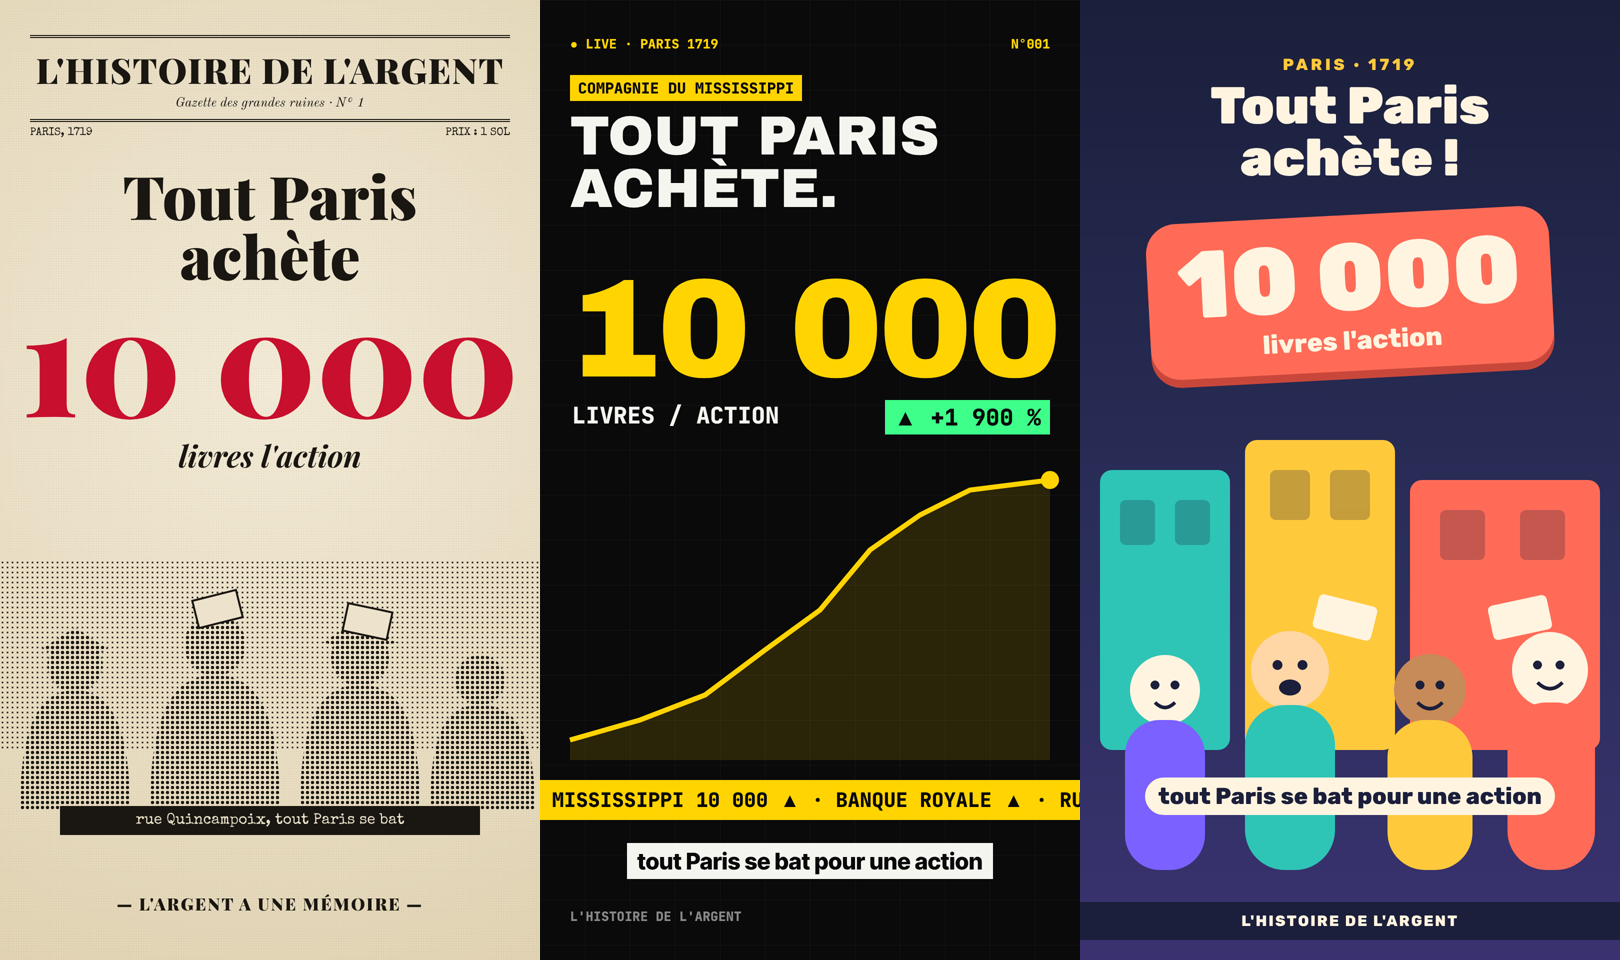 L'HISTOIRE DE L'ARGENT
Gazette des grandes ruines · N° 1
PARIS, 1719
PRIX : 1 SOL
Tout Paris
achète
10 000
livres l'action
rue Quincampoix, tout Paris se bat
— L'ARGENT A UNE MÉMOIRE —
● LIVE · PARIS 1719
N°001
COMPAGNIE DU MISSISSIPPI
TOUT PARIS
ACHÈTE.
10 000
LIVRES / ACTION
▲ +1 900 %
MISSISSIPPI 10 000 ▲ · BANQUE ROYALE ▲ · RU
tout Paris se bat pour une action
L'HISTOIRE DE L'ARGENT
PARIS · 1719
Tout Paris
achète !
10 000
livres l'action
tout Paris se bat pour une action
L'HISTOIRE DE L'ARGENT